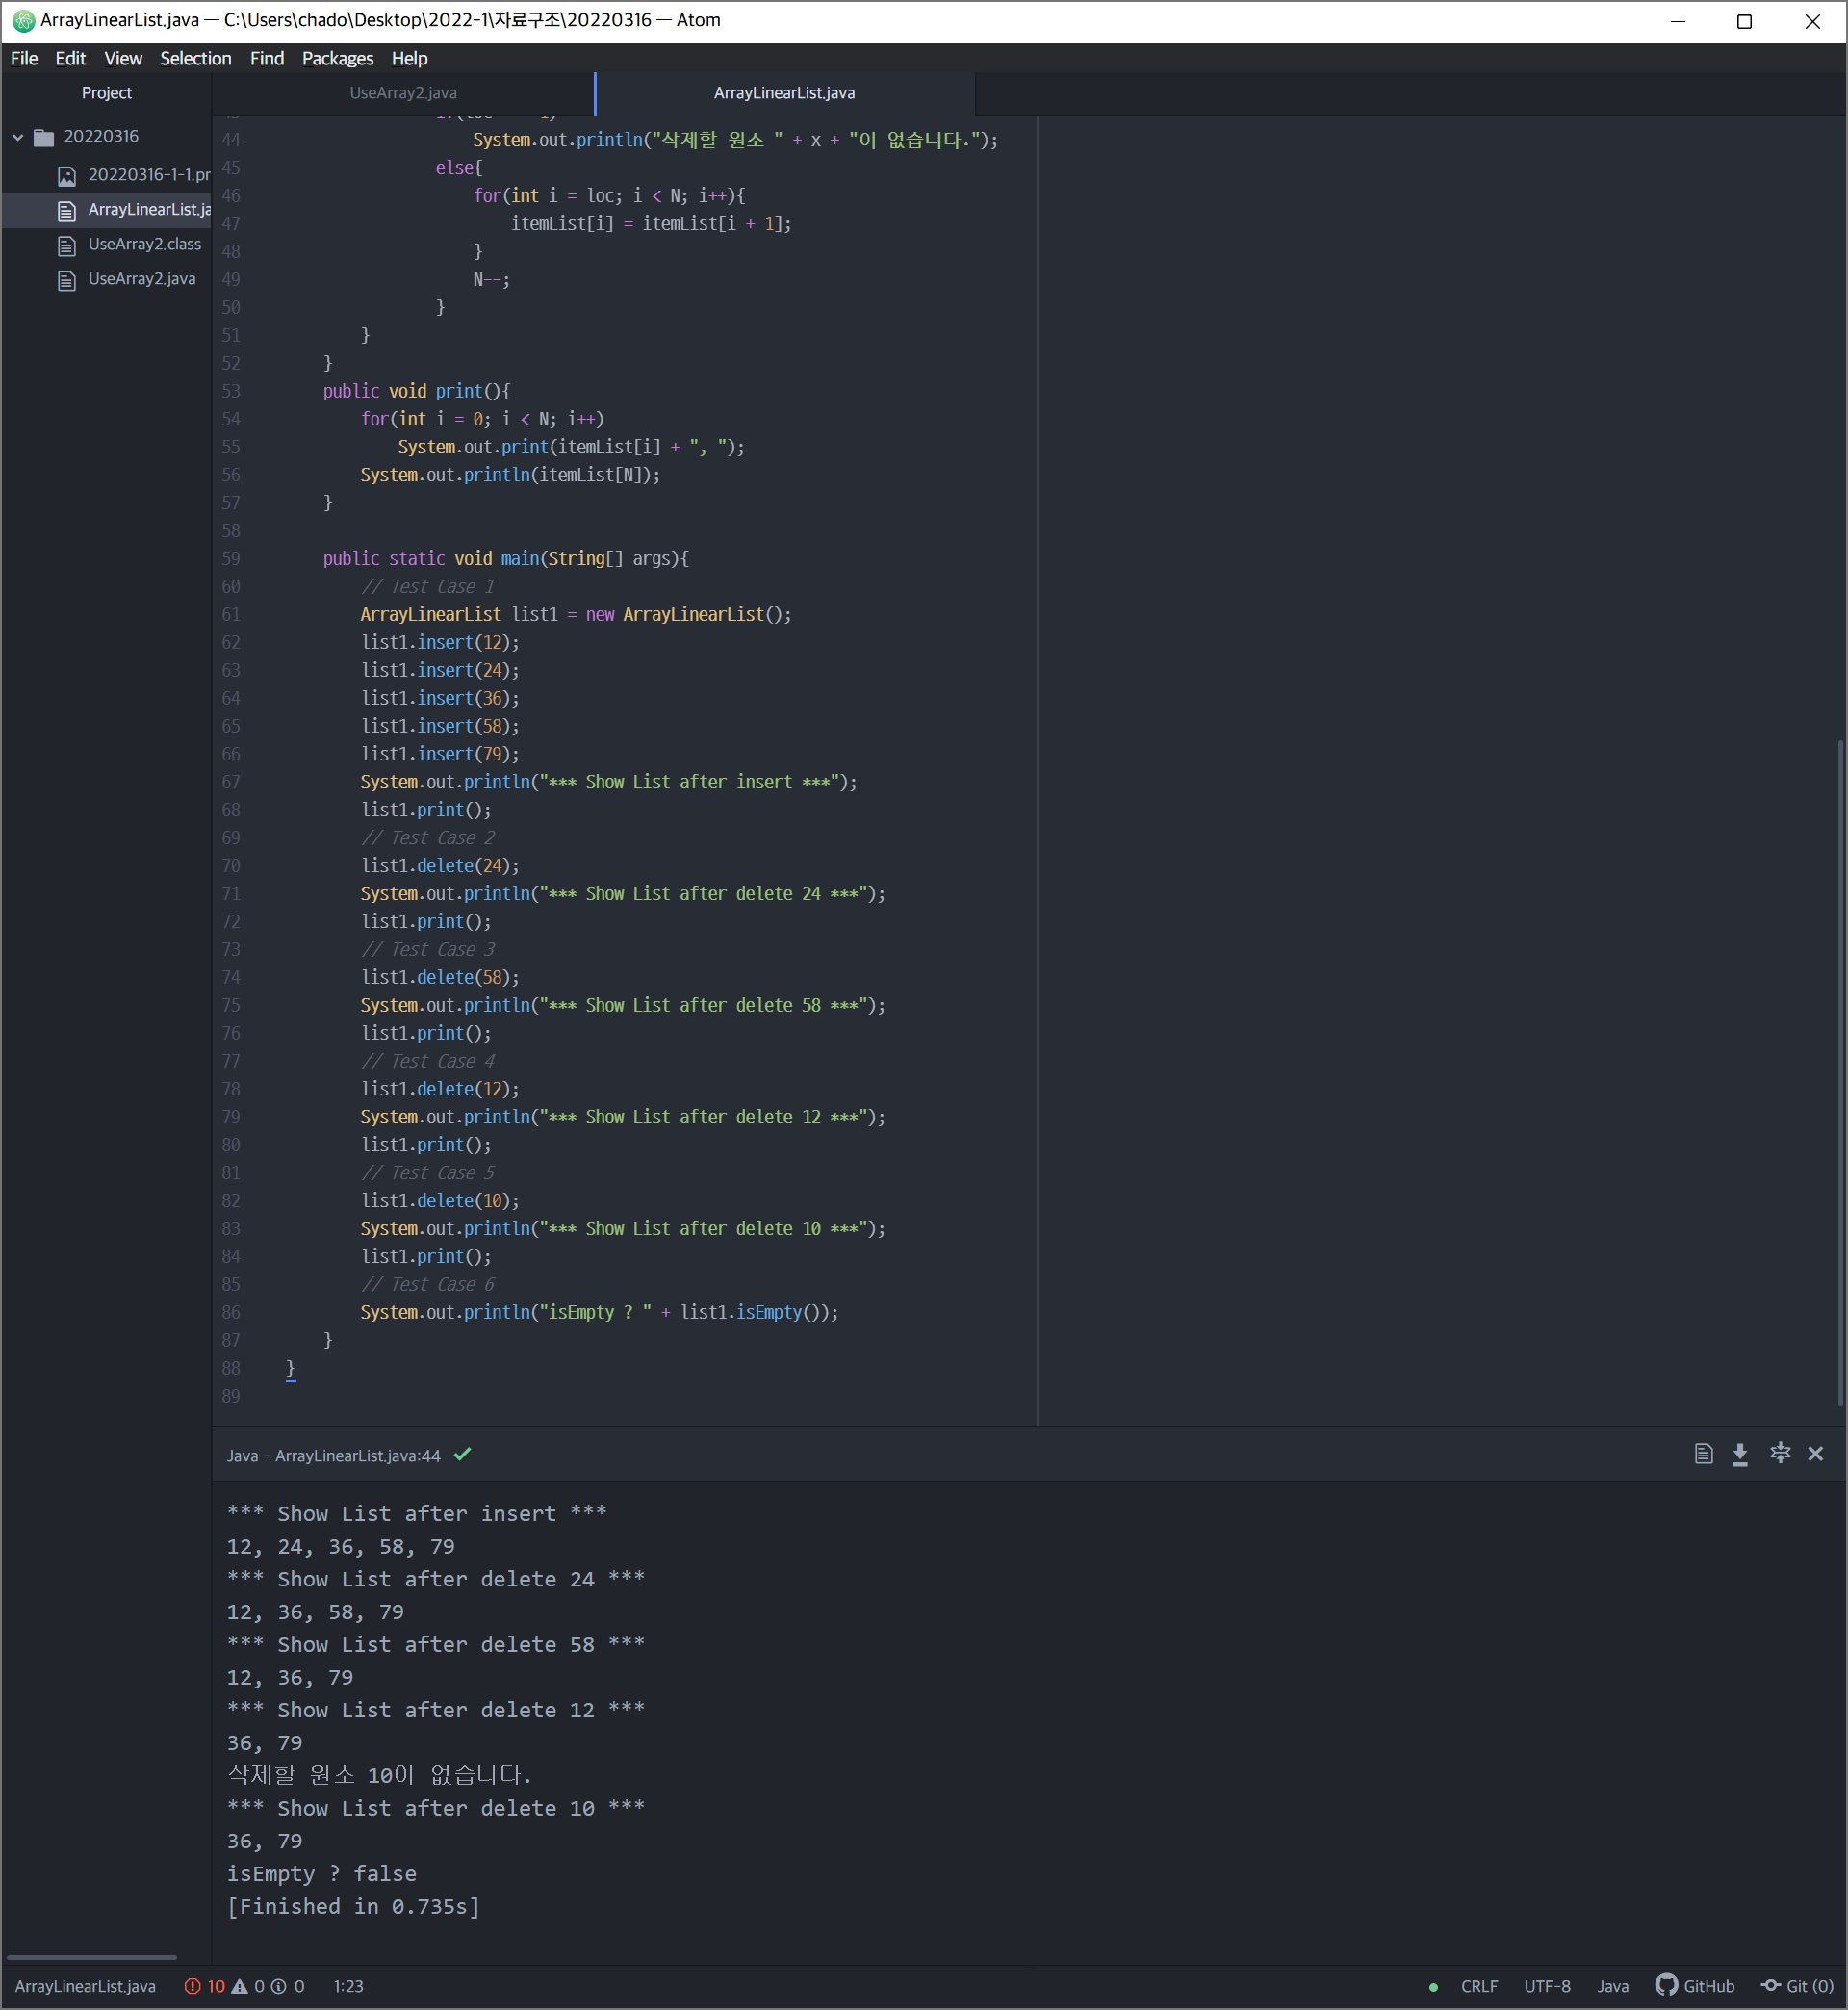 ArrayLinearList.java — C:\Users\chado\Desktop\2022-1\자료구조\20220316 — Atom
File Edit View Selection Find Packages Help
Project
UseArray2.java
ArrayLinearList.java
20220316
20220316-1-1.pr
ArrayLinearList.ja
UseArray2.class
UseArray2.java
44 System.out.println("삭제할 원소 " + x + "이 없습니다.");
45 else{
46 for(int i = loc; i < N; i++){
47 itemList[i] = itemList[i + 1];
48 }
49 N--;
50 }
51 }
52 }
53 public void print(){
54 for(int i = 0; i < N; i++)
55 System.out.print(itemList[i] + ", ");
56 System.out.println(itemList[N]);
57 }
58
59 public static void main(String[] args){
60 // Test Case 1
61 ArrayLinearList list1 = new ArrayLinearList();
62 list1.insert(12);
63 list1.insert(24);
64 list1.insert(36);
65 list1.insert(58);
66 list1.insert(79);
67 System.out.println("*** Show List after insert ***");
68 list1.print();
69 // Test Case 2
70 list1.delete(24);
71 System.out.println("*** Show List after delete 24 ***");
72 list1.print();
73 // Test Case 3
74 list1.delete(58);
75 System.out.println("*** Show List after delete 58 ***");
76 list1.print();
77 // Test Case 4
78 list1.delete(12);
79 System.out.println("*** Show List after delete 12 ***");
80 list1.print();
81 // Test Case 5
82 list1.delete(10);
83 System.out.println("*** Show List after delete 10 ***");
84 list1.print();
85 // Test Case 6
86 System.out.println("isEmpty ? " + list1.isEmpty());
87 }
88 }
89
Java - ArrayLinearList.java:44
*** Show List after insert ***
12, 24, 36, 58, 79
*** Show List after delete 24 ***
12, 36, 58, 79
*** Show List after delete 58 ***
12, 36, 79
*** Show List after delete 12 ***
36, 79
삭제할 원소 10이 없습니다.
*** Show List after delete 10 ***
36, 79
isEmpty ? false
[Finished in 0.735s]
ArrayLinearList.java 10 0 0 1:23 CRLF UTF-8 Java GitHub Git (0)